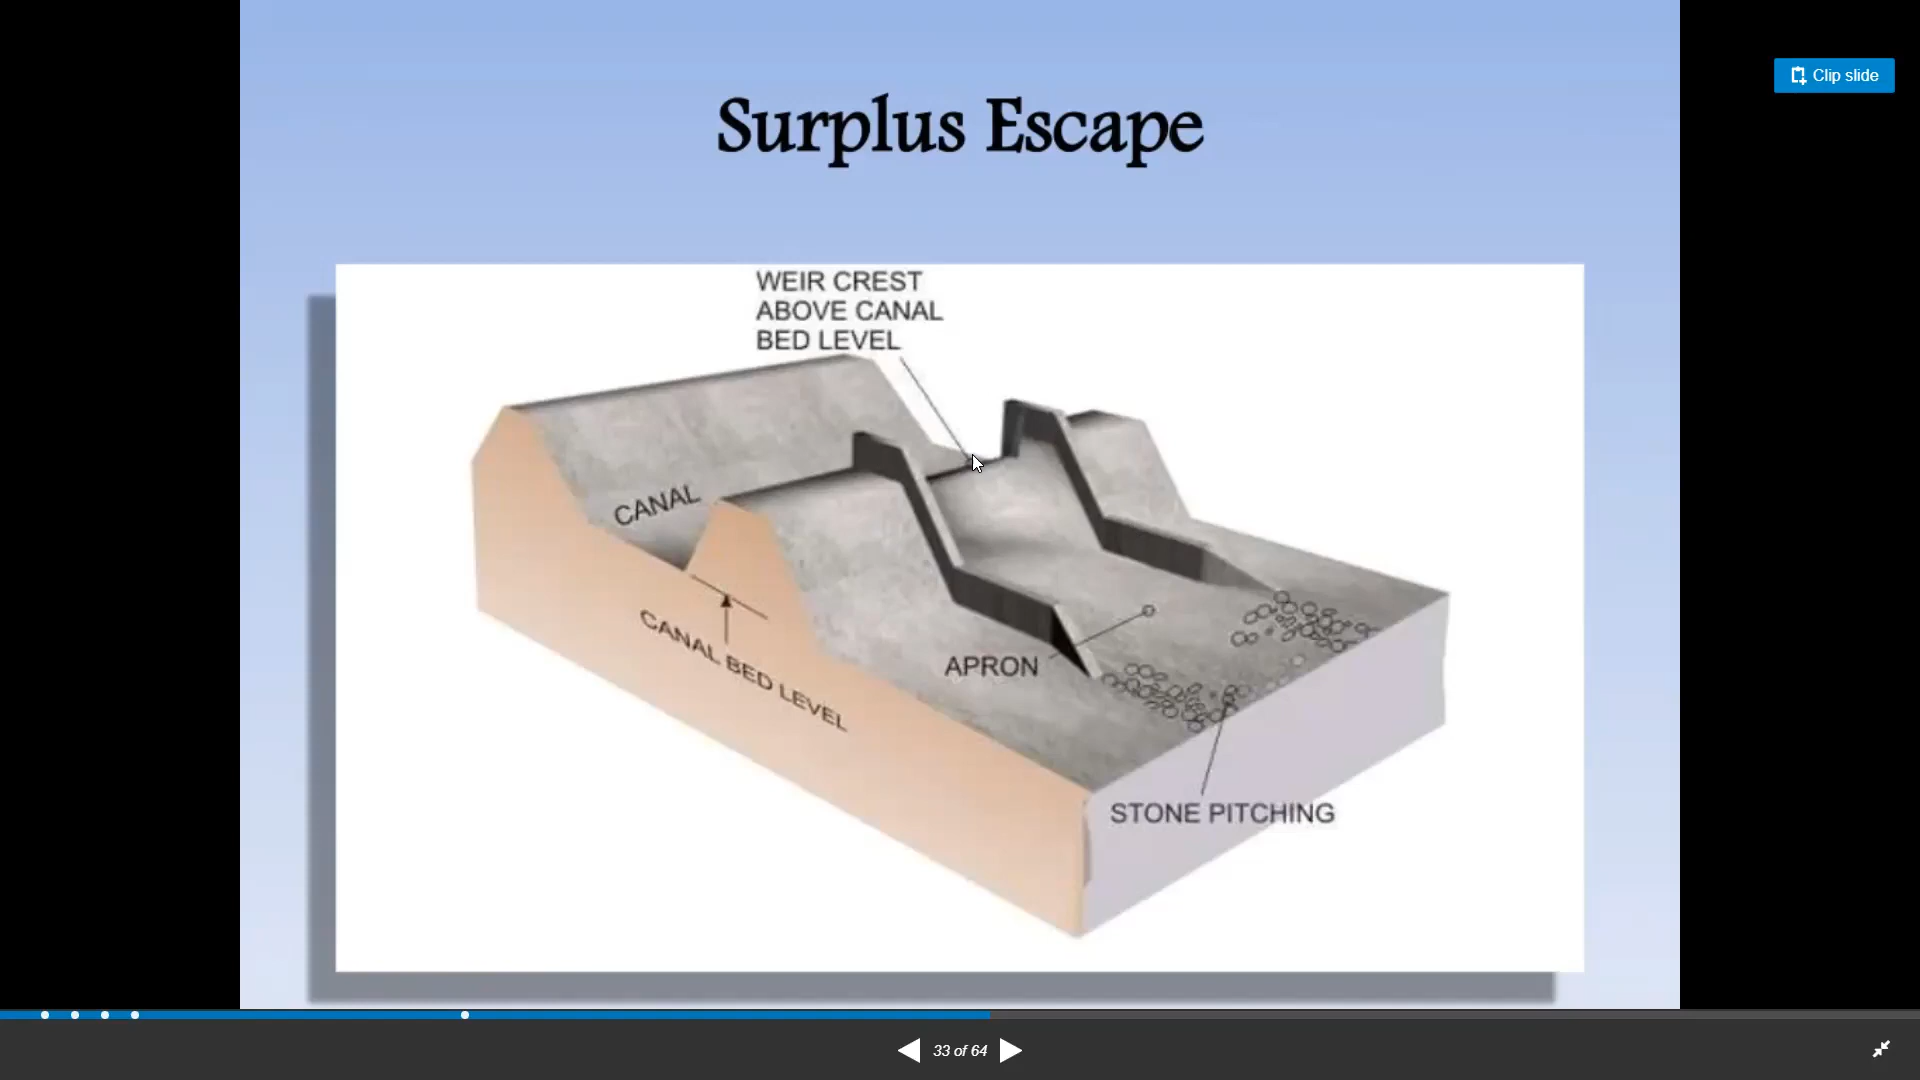 Clip slide
Surplus Escape
WEIR CREST
ABOVE CANAL
BED LEVEL
CANAL
CANAL BED LEVEL
APRON
STONE PITCHING
33 of 64